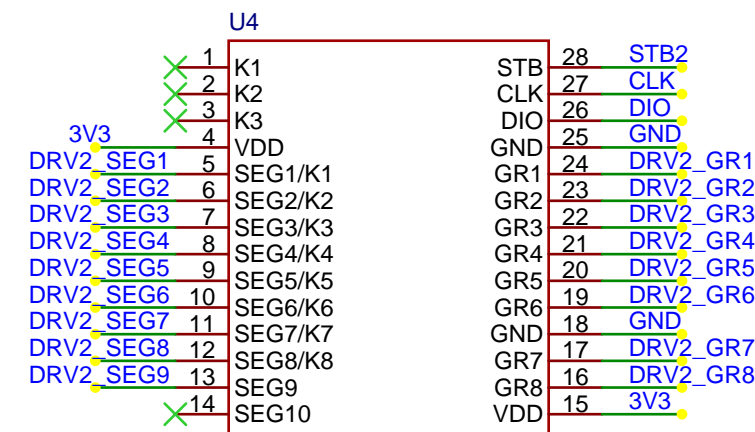 U4
1 K1 STB 28 STB2
2 K2 CLK 27 CLK
3 K3 DIO 26 DIO
3V3 4 VDD GND 25 GND
DRV2_SEG1 5 SEG1/K1 GR1 24 DRV2_GR1
DRV2_SEG2 6 SEG2/K2 GR2 23 DRV2_GR2
DRV2_SEG3 7 SEG3/K3 GR3 22 DRV2_GR3
DRV2_SEG4 8 SEG4/K4 GR4 21 DRV2_GR4
DRV2_SEG5 9 SEG5/K5 GR5 20 DRV2_GR5
DRV2_SEG6 10 SEG6/K6 GR6 19 DRV2_GR6
DRV2_SEG7 11 SEG7/K7 GND 18 GND
DRV2_SEG8 12 SEG8/K8 GR7 17 DRV2_GR7
DRV2_SEG9 13 SEG9 GR8 16 DRV2_GR8
14 SEG10 VDD 15 3V3